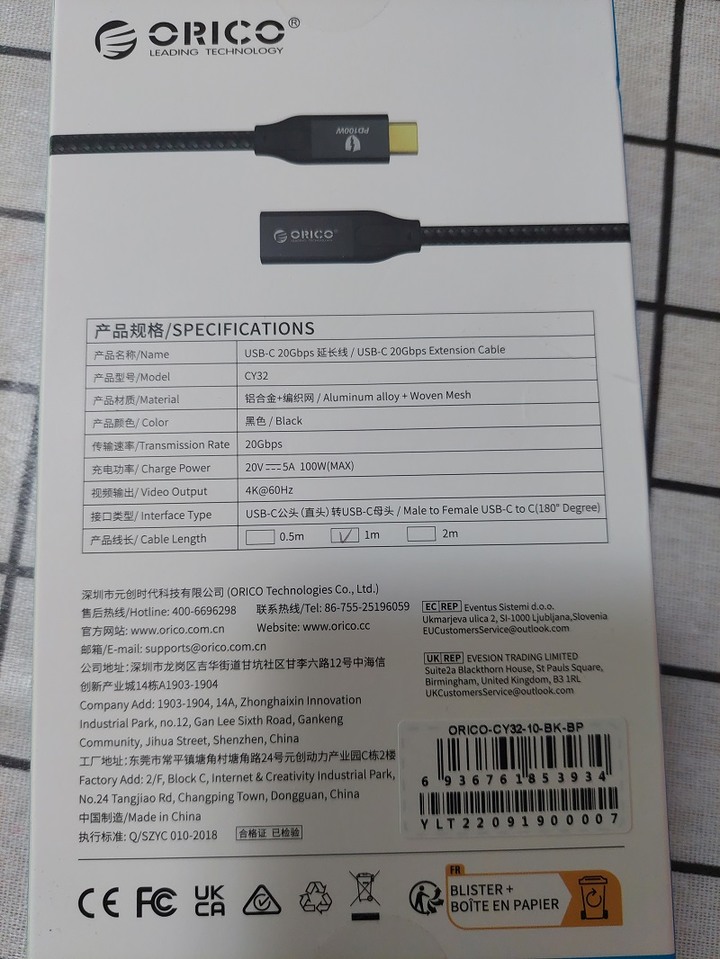 ORICO®
LEADING TECHNOLOGY
PD100W
ORICO
产品规格/SPECIFICATIONS
产品名称/Name USB-C 20Gbps 延长线 / USB-C 20Gbps Extension Cable
产品型号/Model CY32
产品材质/Material 铝合金+编织网 / Aluminum alloy + Woven Mesh
产品颜色/ Color 黑色 / Black
传输速率/Transmission Rate 20Gbps
充电功率/ Charge Power 20V⎓5A 100W(MAX)
视频输出/ Video Output 4K@60Hz
接口类型/ Interface Type USB-C公头(直头)转USB-C母头 / Male to Female USB-C to C(180° Degree)
产品线长/ Cable Length 0.5m ✓ 1m 2m
深圳市元创时代科技有限公司 (ORICO Technologies Co., Ltd.)
售后热线/Hotline: 400-6696298 联系热线/Tel: 86-755-25196059
官方网站: www.orico.com.cn Website: www.orico.cc
邮箱/E-mail: supports@orico.com.cn
公司地址: 深圳市龙岗区吉华街道甘坑社区甘李六路12号中海信
创新产业城14栋A1903-1904
Company Add: 1903-1904, 14A, Zhonghaixin Innovation
Industrial Park, no.12, Gan Lee Sixth Road, Gankeng
Community, Jihua Street, Shenzhen, China
工厂地址: 东莞市常平镇塘角村塘角路24号元创动力产业园C栋2楼
Factory Add: 2/F, Block C, Internet & Creativity Industrial Park,
No.24 Tangjiao Rd, Changping Town, Dongguan, China
中国制造/Made in China
执行标准: Q/SZYC 010-2018 合格证 已检验
EC REP Eventus Sistemi d.o.o.
Ukmarjeva ulica 2, SI-1000 Ljubljana,Slovenia
EUCustomersService@outlook.com
UK REP EVESION TRADING LIMITED
Suite2a Blackthorn House, St Pauls Square,
Birmingham, United Kingdom, B3 1RL
UKCustomersService@outlook.com
ORICO-CY32-10-BK-BP
6 936761 853934
YLT220919 00007
CE FC UK CA
FR
BLISTER +
BOÎTE EN PAPIER